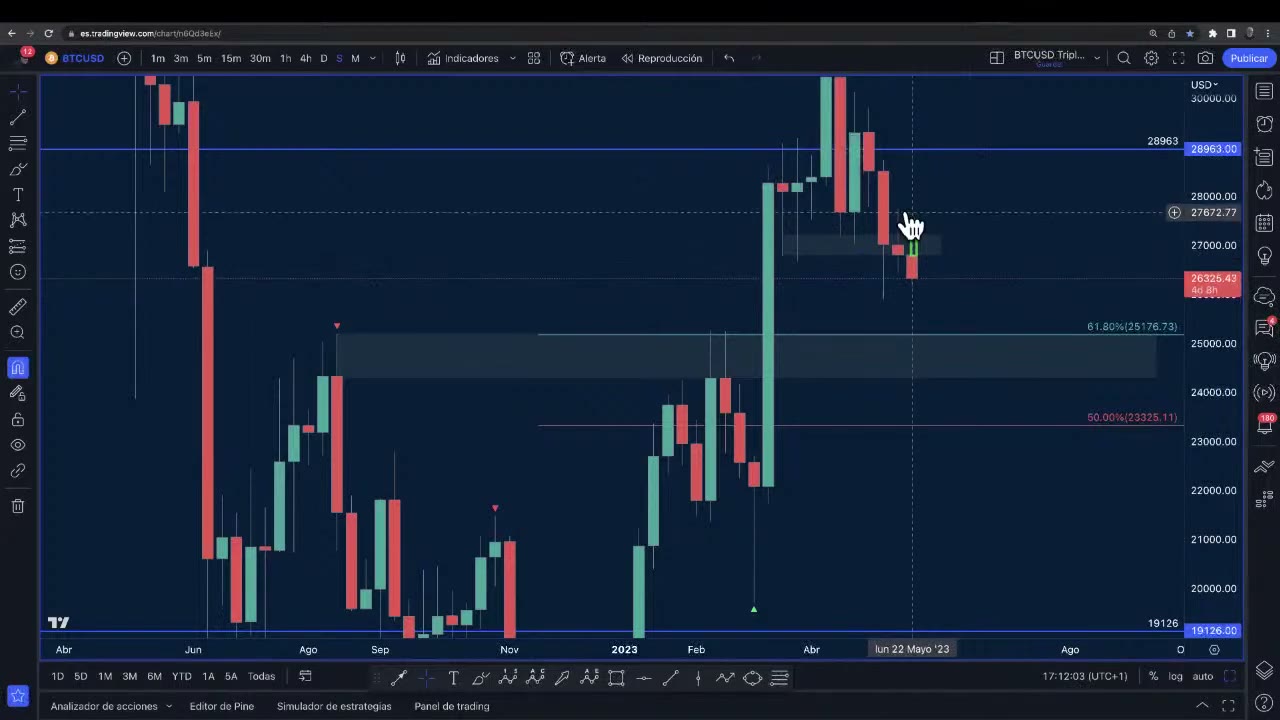 es.tradingview.com/chart/h6Qd3eEx/
12 BTCUSD 1m 3m 5m 15m 30m 1h 4h D S M Indicadores Alerta Reproducción BTCUSD Tripl... Guardar Publicar
USD
30000.00
28963 28963.00
28000.00
27672.77
27000.00
26325.43
4d 8h
61.80%(25176.73)
25000.00
24000.00
50.00%(23325.11)
23000.00
22000.00
21000.00
20000.00
19126 19126.00
4
180
Abr Jun Ago Sep Nov 2023 Feb Abr lun 22 Mayo '23 Ago O
1D 5D 1M 3M 6M YTD 1A 5A Todas 17:12:03 (UTC+1) % log auto
Analizador de acciones Editor de Pine Simulador de estrategias Panel de trading